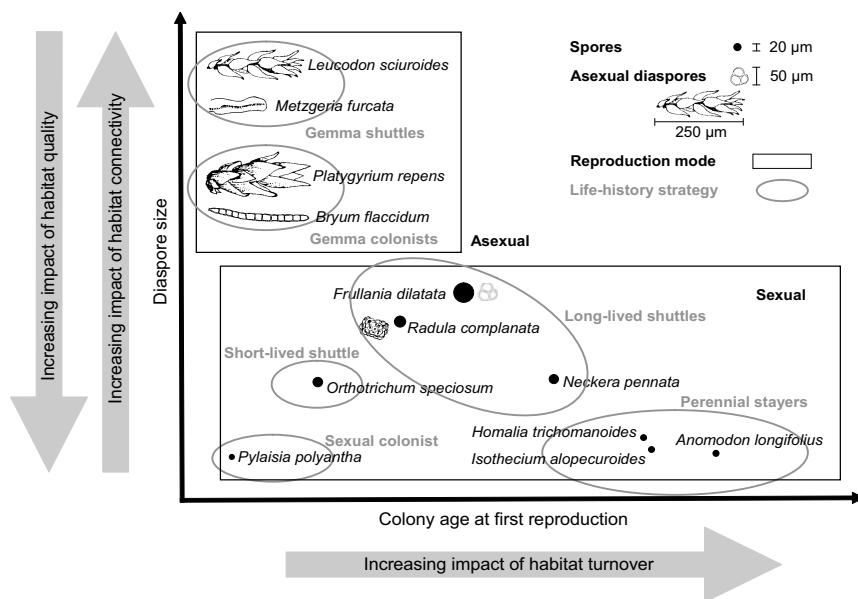 Increasing impact of habitat quality
Increasing impact of habitat connectivity
Diaspore size
Leucodon sciuroides
Metzgeria furcata
Gemma shuttles
Platygyrium repens
Bryum flaccidum
Gemma colonists
Asexual
Spores
20 µm
Asexual diaspores
50 µm
250 µm
Reproduction mode
Life-history strategy
Sexual
Frullania dilatata
Radula complanata
Long-lived shuttles
Short-lived shuttle
Orthotrichum speciosum
Neckera pennata
Perennial stayers
Sexual colonist
Pylaisia polyantha
Homalia trichomanoides
Anomodon longifolius
Isothecium alopecuroides
Colony age at first reproduction
Increasing impact of habitat turnover